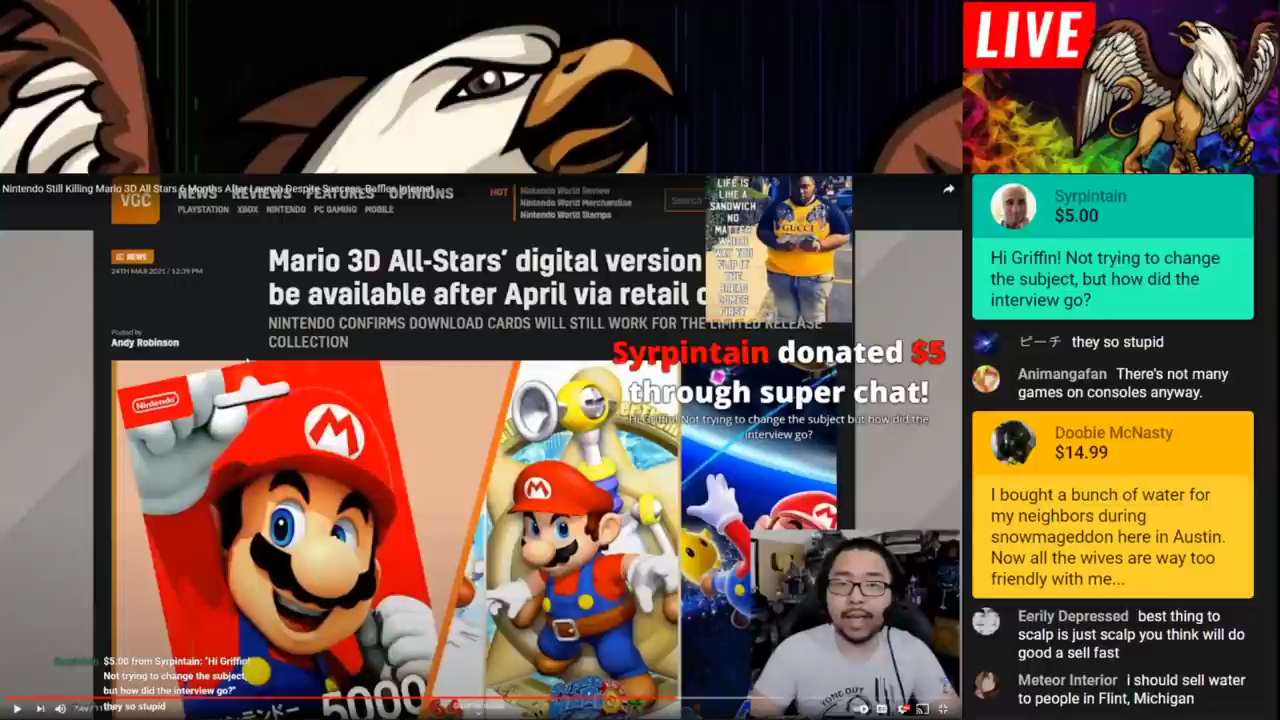 LIVE
Nintendo Still Killing Mario 3D All Stars 6 Months After Launch Despite Success, Baffles Internet
VGC
NEWS REVIEWS FEATURES OPINIONS
PLAYSTATION XBOX NINTENDO PC GAMING MOBILE
HOT
Nintendo World Review
Nintendo World Merchandise
Nintendo World Stamps
Search
NEWS
24TH MAR 2021 / 12:39 PM
Posted by
Andy Robinson
Mario 3D All-Stars’ digital version
be available after April via retail c
NINTENDO CONFIRMS DOWNLOAD CARDS WILL STILL WORK FOR THE LIMITED RELEASE
COLLECTION
LIFE IS
LIKE A
SANDWICH
NO
MATTER
WHICH
WAY YOU
FLIP IT
THE
BREAD
COMES
FIRST
GUCCI
Syrpintain donated $5
through super chat!
Hi Griffin! Not trying to change the subject but how did the
interview go?
Nintendo
M
M
5000
$5.00 from Syrpintain: "Hi Griffin!
Not trying to change the subject,
but how did the interview go?"
they so stupid
Syrpintain
$5.00
Hi Griffin! Not trying to change
the subject, but how did the
interview go?
ピーチ they so stupid
Animangafan There's not many
games on consoles anyway.
Doobie McNasty
$14.99
I bought a bunch of water for
my neighbors during
snowmageddon here in Austin.
Now all the wives are way too
friendly with me...
Eerily Depressed best thing to
scalp is just scalp you think will do
good a sell fast
Meteor Interior i should sell water
to people in Flint, Michigan